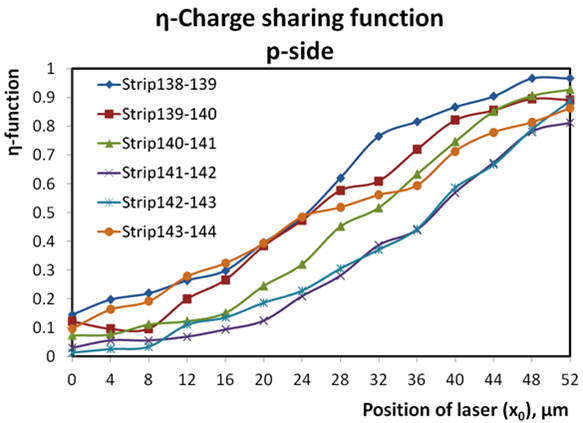 η-Charge sharing function
p-side
η-function
1
0.9
0.8
0.7
0.6
0.5
0.4
0.3
0.2
0.1
0
Strip138-139
Strip139-140
Strip140-141
Strip141-142
Strip142-143
Strip143-144
0 4 8 12 16 20 24 28 32 36 40 44 48 52
Position of laser (x₀), μm